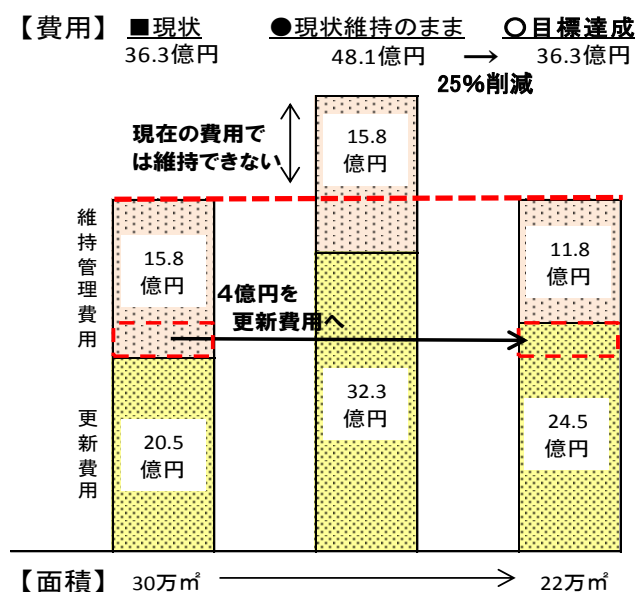 【費用】 ■現状 ●現状維持のまま ○目標達成
36.3億円 48.1億円 → 36.3億円
25%削減
現在の費用で
は維持できない
15.8
億円
維持管理費用
15.8
億円
11.8
億円
4億円を
更新費用へ
32.3
億円
更新費用
20.5
億円
24.5
億円
【面積】 30万㎡ → 22万㎡